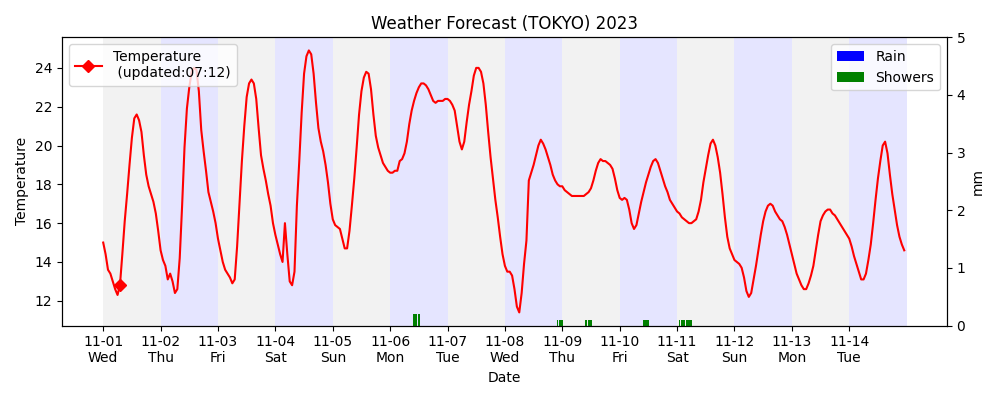 Weather Forecast (TOKYO) 2023
Temperature
(updated:07:12)
Rain
Showers
Temperature
24
22
20
18
16
14
12
5
4
3
2
1
0
mm
11-01 11-02 11-03 11-04 11-05 11-06 11-07 11-08 11-09 11-10 11-11 11-12 11-13 11-14
Wed Thu Fri Sat Sun Mon Tue Wed Thu Fri Sat Sun Mon Tue
Date